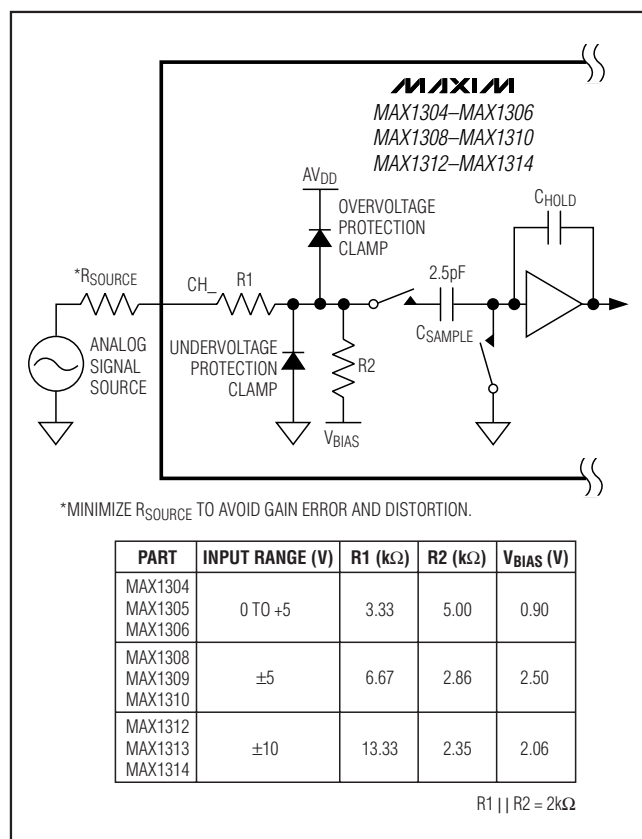 MAXIM
MAX1304–MAX1306
MAX1308–MAX1310
MAX1312–MAX1314
AVDD
OVERVOLTAGE
PROTECTION
CLAMP
CHOLD
*RSOURCE
CH_
R1
2.5pF
CSAMPLE
ANALOG
SIGNAL
SOURCE
UNDERVOLTAGE
PROTECTION
CLAMP
R2
VBIAS
*MINIMIZE RSOURCE TO AVOID GAIN ERROR AND DISTORTION.
PART INPUT RANGE (V) R1 (kΩ) R2 (kΩ) VBIAS (V)
MAX1304
MAX1305
MAX1306
0 TO +5 3.33 5.00 0.90
MAX1308
MAX1309
MAX1310
±5 6.67 2.86 2.50
MAX1312
MAX1313
MAX1314
±10 13.33 2.35 2.06
R1 || R2 = 2kΩ